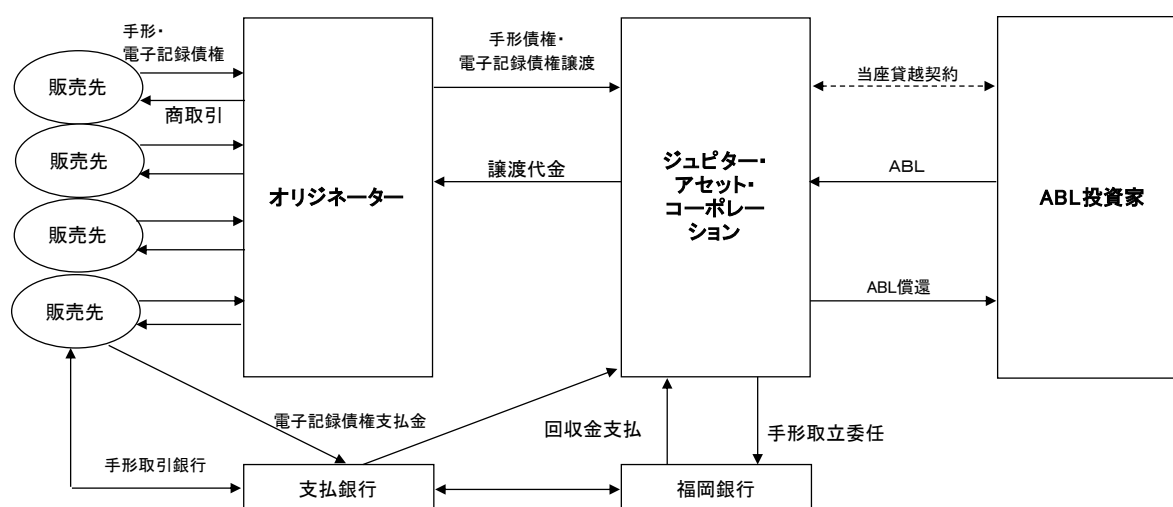 手形・
電子記録債権
手形債権・
電子記録債権譲渡
当座貸越契約
販売先
商取引
販売先
オリジネーター
譲渡代金
ジュピター・
アセット・
コーポレー
ション
ABL
ABL投資家
販売先
販売先
ABL償還
電子記録債権支払金
回収金支払
手形取立委任
手形取引銀行
支払銀行
福岡銀行